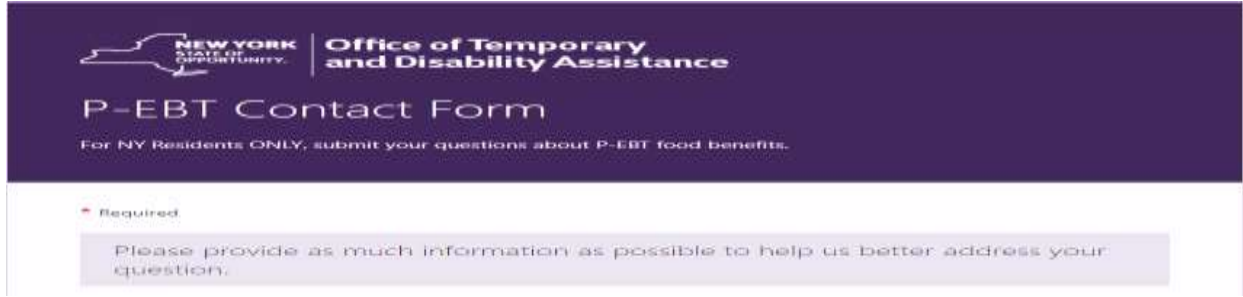 NEW YORK
STATE OF
OPPORTUNITY.
Office of Temporary
and Disability Assistance
P-EBT Contact Form
For NY Residents ONLY, submit your questions about P-EBT food benefits.
* Required
Please provide as much information as possible to help us better address your
question.